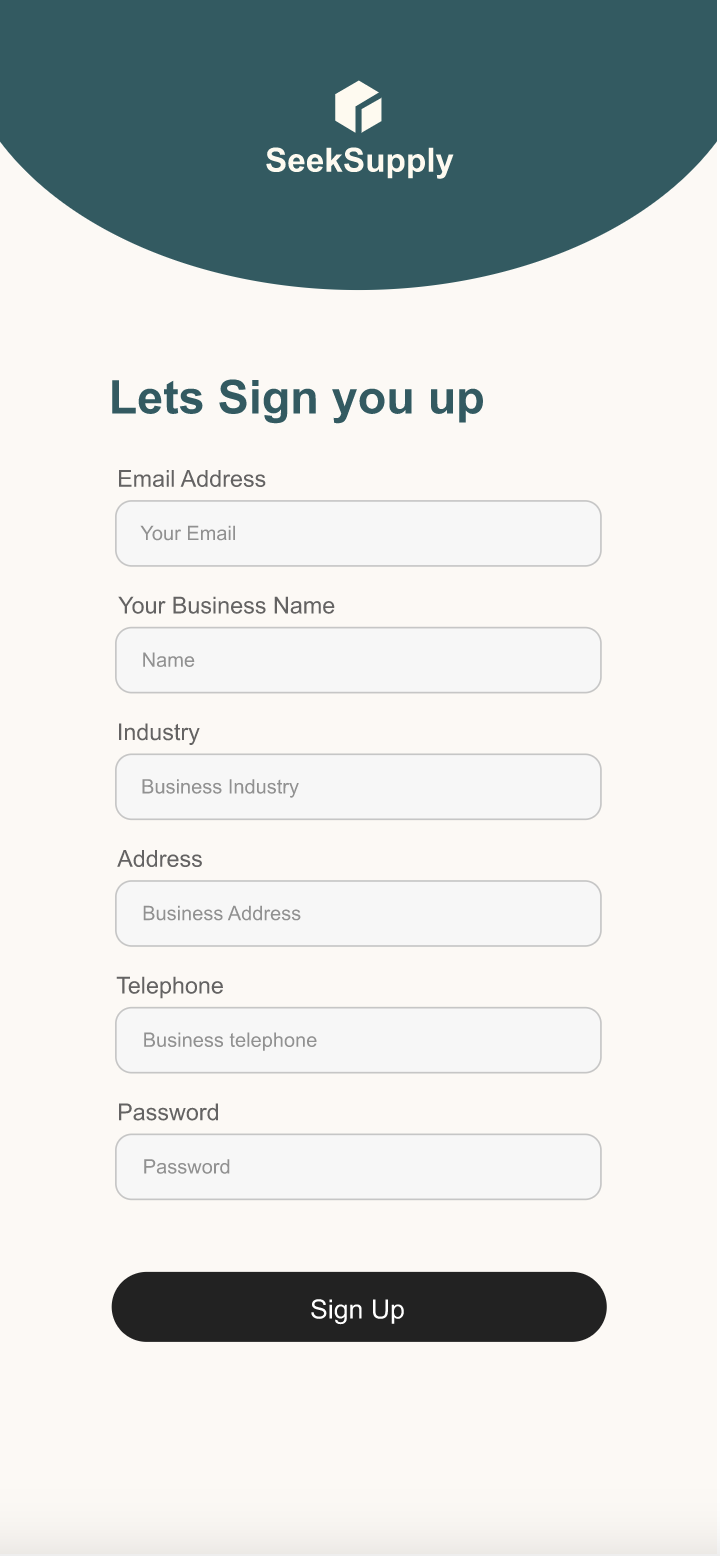 SeekSupply
Lets Sign you up
Email Address
Your Email
Your Business Name
Name
Industry
Business Industry
Address
Business Address
Telephone
Business telephone
Password
Password
Sign Up